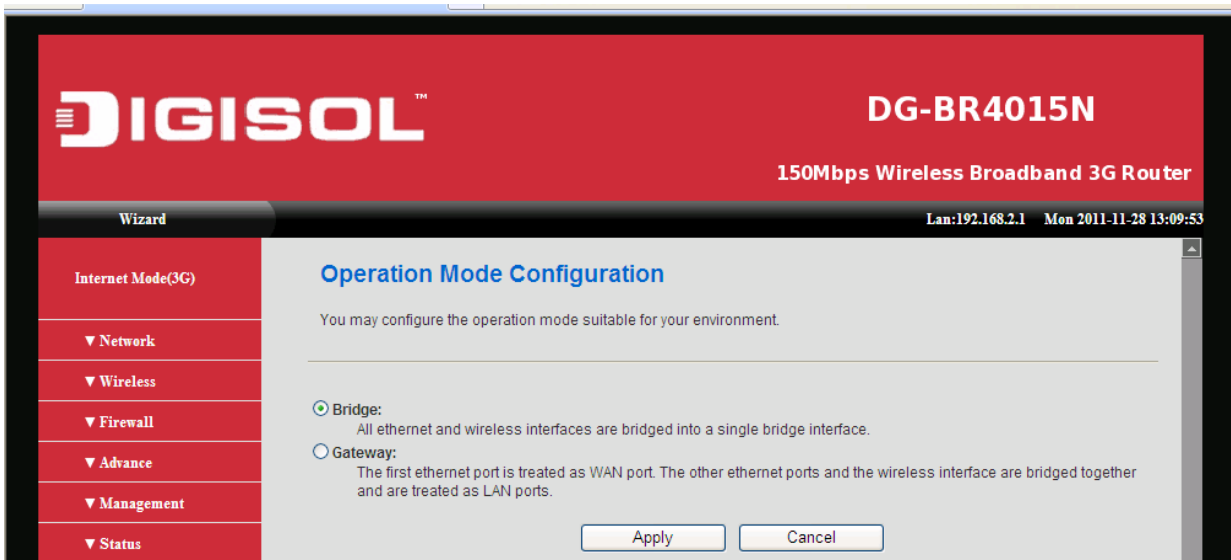 DIGISOL™
DG-BR4015N
150Mbps Wireless Broadband 3G Router
Wizard
Lan:192.168.2.1 Mon 2011-11-28 13:09:53
Internet Mode(3G)
▼ Network
▼ Wireless
▼ Firewall
▼ Advance
▼ Management
▼ Status
Operation Mode Configuration
You may configure the operation mode suitable for your environment.
Bridge:
All ethernet and wireless interfaces are bridged into a single bridge interface.
Gateway:
The first ethernet port is treated as WAN port. The other ethernet ports and the wireless interface are bridged together
and are treated as LAN ports.
Apply Cancel